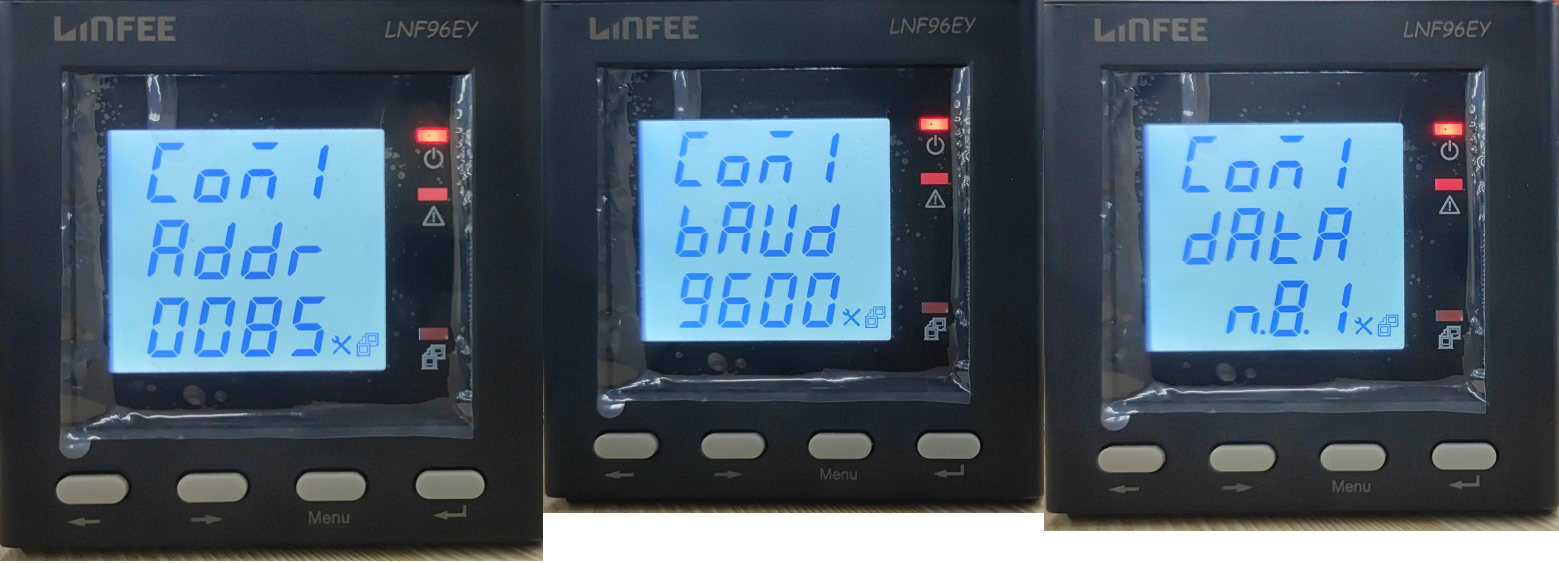 LINFEE
LNF96EY
Com1
Addr
0085
Menu
LINFEE
LNF96EY
Com1
bAUd
9600
Menu
LINFEE
LNF96EY
Com1
dAtA
n.8.1
Menu